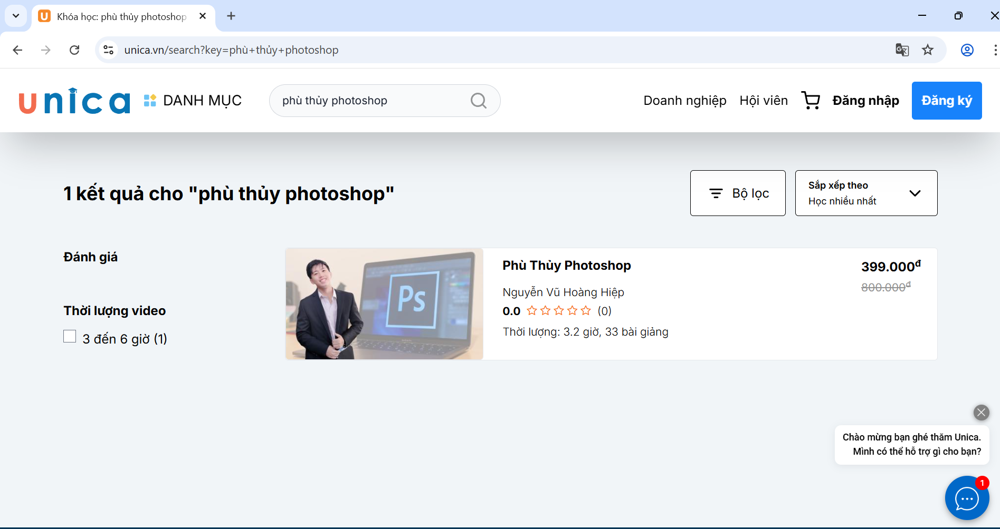 Khóa học: phù thủy photoshop
unica.vn/search?key=phù+thủy+photoshop
unica
DANH MỤC
phù thủy photoshop
Doanh nghiệp
Hội viên
Đăng nhập
Đăng ký
1 kết quả cho "phù thủy photoshop"
Bộ lọc
Sắp xếp theo
Học nhiều nhất
Đánh giá
Thời lượng video
3 đến 6 giờ (1)
Ps
Phù Thủy Photoshop
Nguyễn Vũ Hoàng Hiệp
0.0 (0)
Thời lượng: 3.2 giờ, 33 bài giảng
399.000đ
800.000đ
Chào mừng bạn ghé thăm Unica.
Mình có thể hỗ trợ gì cho bạn?
1